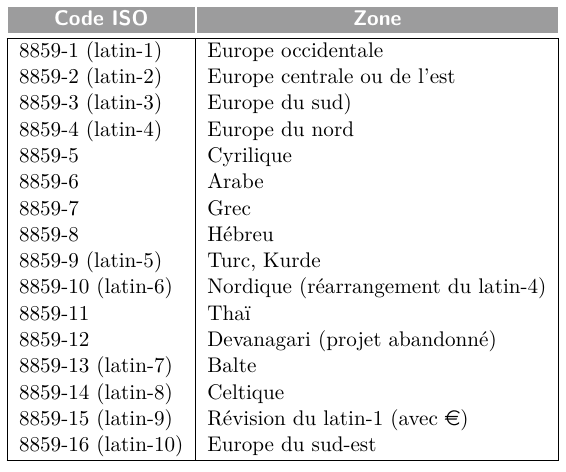 Code ISO Zone
8859-1 (latin-1) Europe occidentale
8859-2 (latin-2) Europe centrale ou de l'est
8859-3 (latin-3) Europe du sud)
8859-4 (latin-4) Europe du nord
8859-5 Cyrilique
8859-6 Arabe
8859-7 Grec
8859-8 Hébreu
8859-9 (latin-5) Turc, Kurde
8859-10 (latin-6) Nordique (réarrangement du latin-4)
8859-11 Thaï
8859-12 Devanagari (projet abandonné)
8859-13 (latin-7) Balte
8859-14 (latin-8) Celtique
8859-15 (latin-9) Révision du latin-1 (avec €)
8859-16 (latin-10) Europe du sud-est